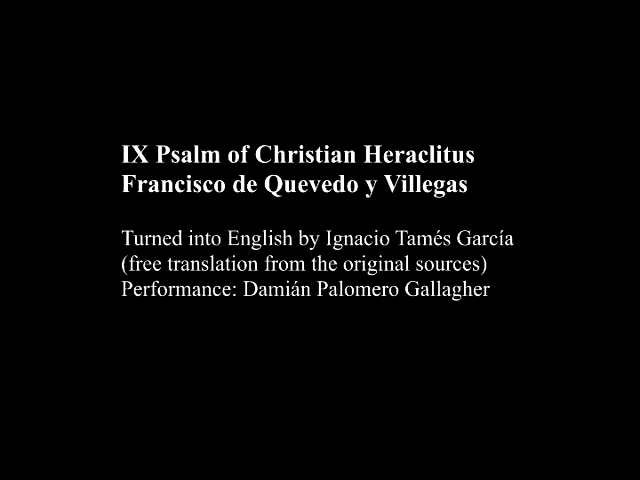 IX Psalm of Christian Heraclitus
Francisco de Quevedo y Villegas
Turned into English by Ignacio Tamés García
(free translation from the original sources)
Performance: Damián Palomero Gallagher